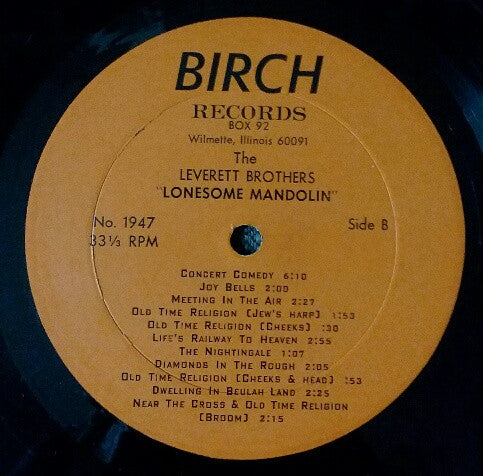 BIRCH
RECORDS
BOX 92
Wilmette, Illinois 60091
The
LEVERETT BROTHERS
"LONESOME MANDOLIN"
No. 1947 Side B
33⅓ RPM
CONCERT COMEDY 6:10
JOY BELLS 2:09
MEETING IN THE AIR 2:27
OLD TIME RELIGION (JEW'S HARP) 1:53
OLD TIME RELIGION (CHEEKS) :30
LIFE'S RAILWAY TO HEAVEN 2:55
THE NIGHTINGALE 1:07
DIAMONDS IN THE ROUGH 2:05
OLD TIME RELIGION (CHEEKS & HEAD) :53
DWELLING IN BEULAH LAND 2:25
NEAR THE CROSS & OLD TIME RELIGION
(BROOM) 2:15